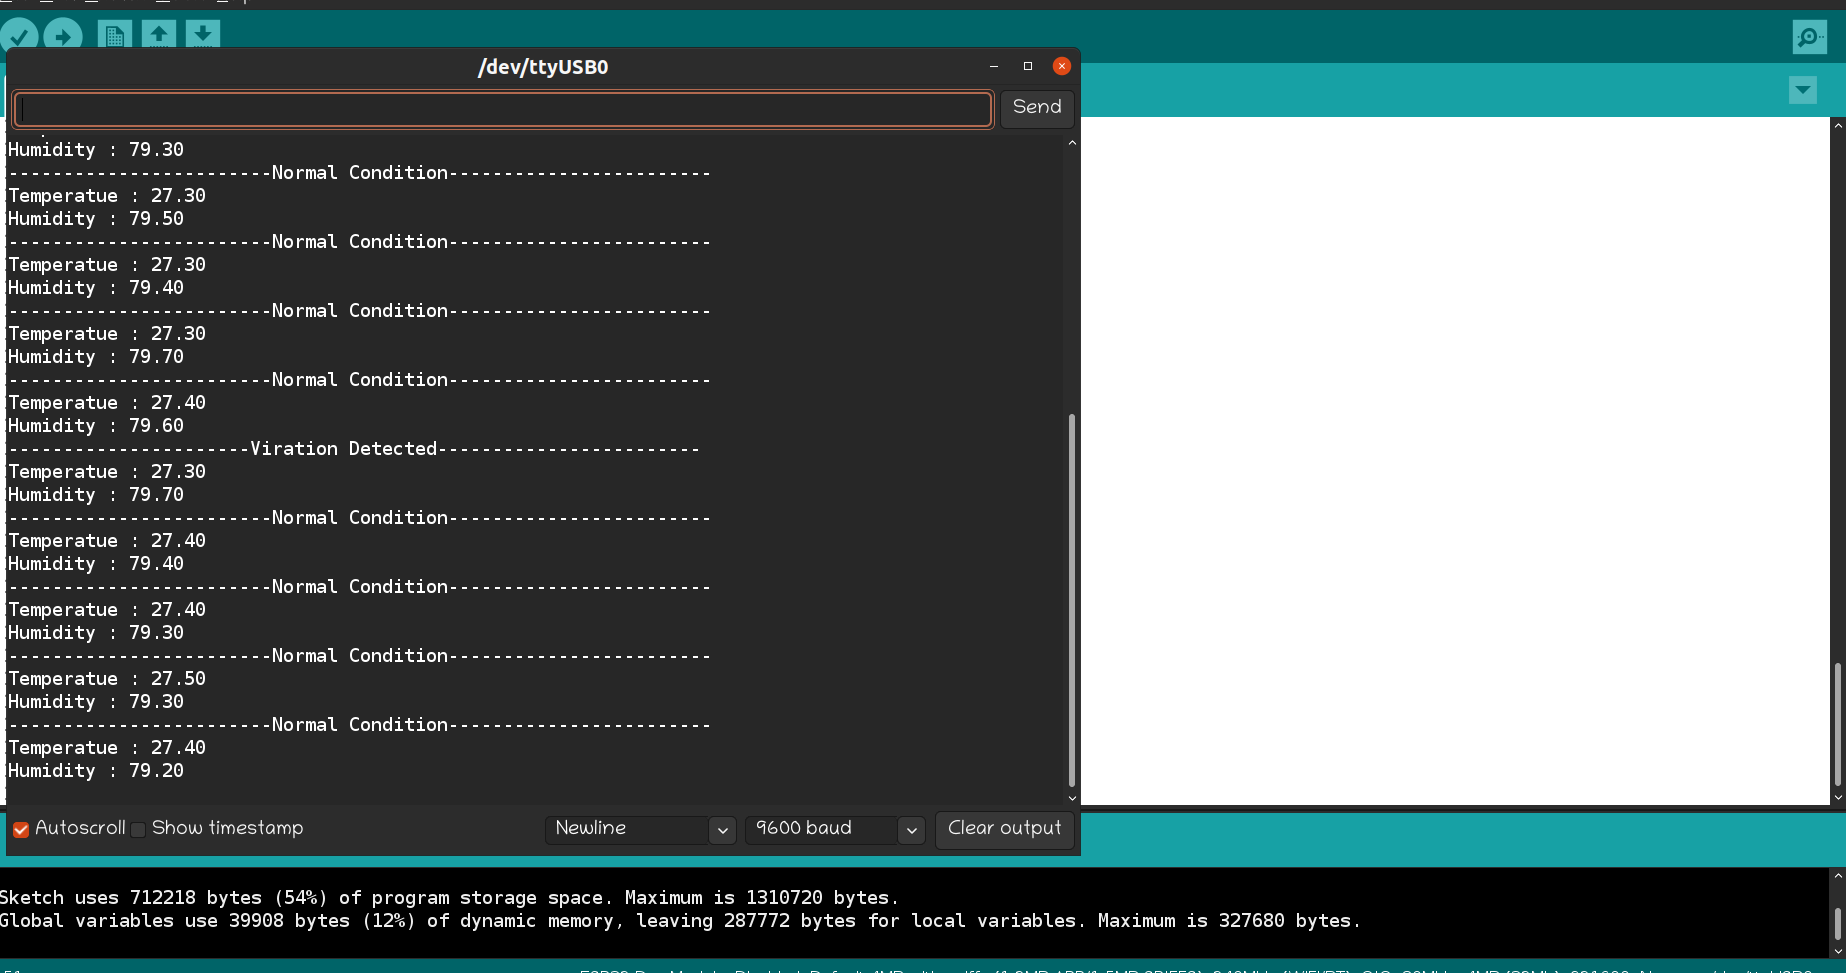 /dev/ttyUSB0
Send
Humidity : 79.30
------------------------Normal Condition------------------------
Temperatue : 27.30
Humidity : 79.50
------------------------Normal Condition------------------------
Temperatue : 27.30
Humidity : 79.40
------------------------Normal Condition------------------------
Temperatue : 27.30
Humidity : 79.70
------------------------Normal Condition------------------------
Temperatue : 27.40
Humidity : 79.60
----------------------Viration Detected------------------------
Temperatue : 27.30
Humidity : 79.70
------------------------Normal Condition------------------------
Temperatue : 27.40
Humidity : 79.40
------------------------Normal Condition------------------------
Temperatue : 27.40
Humidity : 79.30
------------------------Normal Condition------------------------
Temperatue : 27.50
Humidity : 79.30
------------------------Normal Condition------------------------
Temperatue : 27.40
Humidity : 79.20
Autoscroll Show timestamp Newline 9600 baud Clear output
Sketch uses 712218 bytes (54%) of program storage space. Maximum is 1310720 bytes.
Global variables use 39908 bytes (12%) of dynamic memory, leaving 287772 bytes for local variables. Maximum is 327680 bytes.